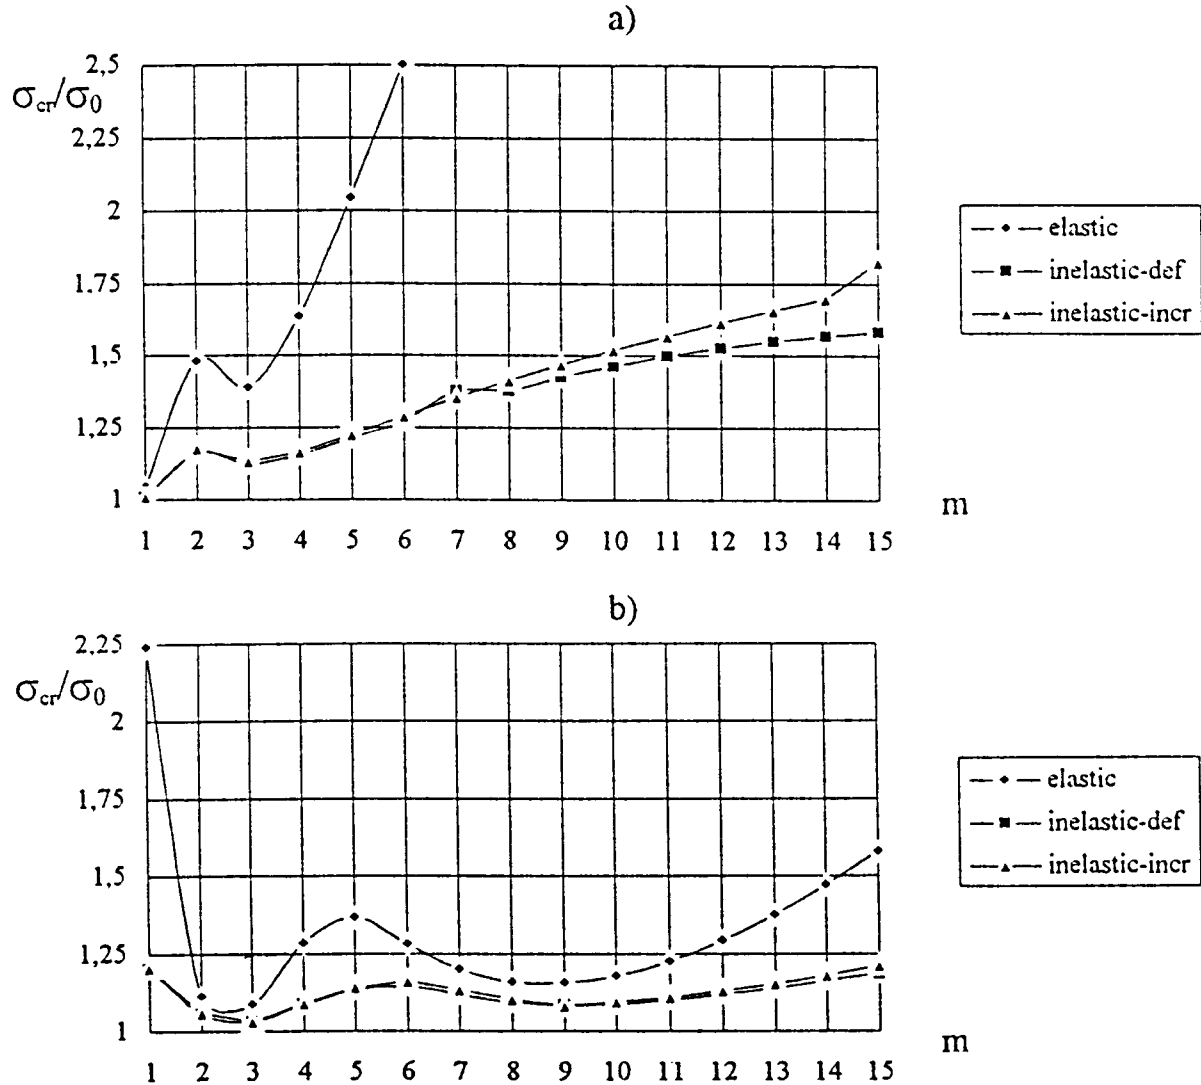 a)
2,5
σcr/σ0
2,25
2
1.75
1,5
1,25
1
1 2 3 4 5 6 7 8 9 10 11 12 13 14 15
m
elastic
inelastic-def
inelastic-incr
b)
2,25
σcr/σ0
2
1,75
1,5
1,25
1
1 2 3 4 5 6 7 8 9 10 11 12 13 14 15
m
elastic
inelastic-def
inelastic-incr